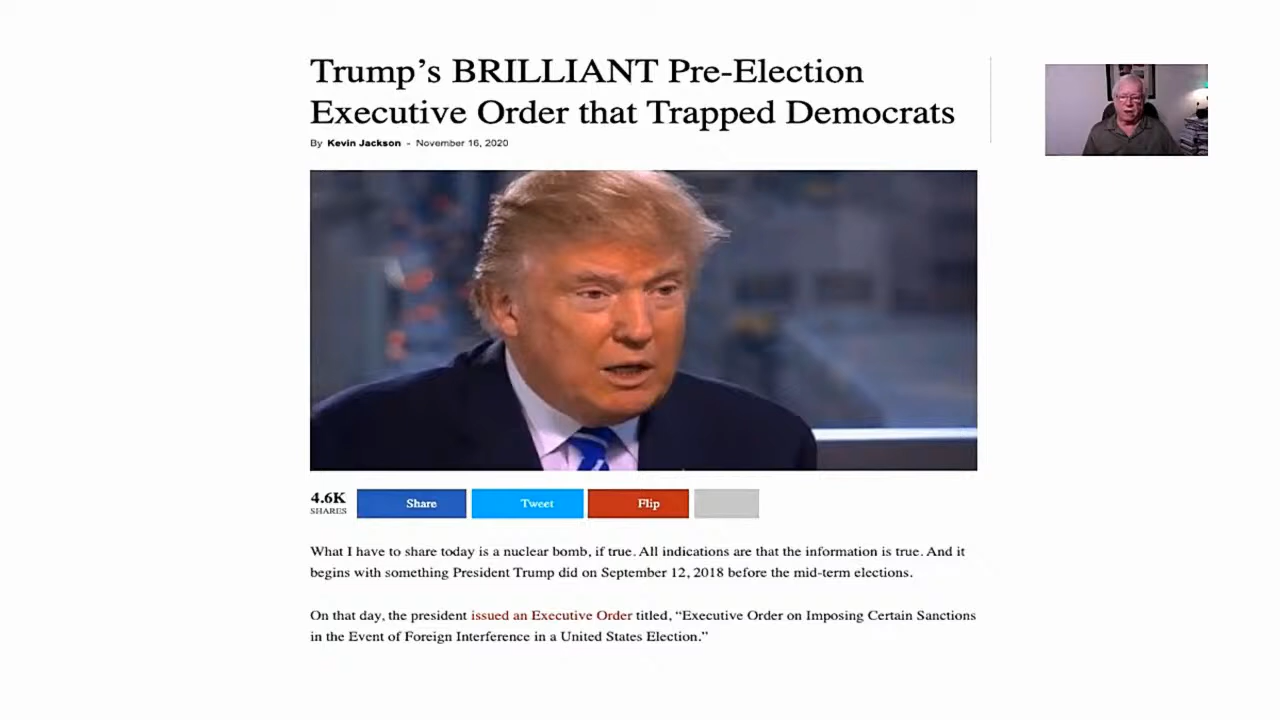 Trump's BRILLIANT Pre-Election
Executive Order that Trapped Democrats
By Kevin Jackson - November 16, 2020
4.6K
SHARES
Share
Tweet
Flip
What I have to share today is a nuclear bomb, if true. All indications are that the information is true. And it
begins with something President Trump did on September 12, 2018 before the mid-term elections.
On that day, the president issued an Executive Order titled, “Executive Order on Imposing Certain Sanctions
in the Event of Foreign Interference in a United States Election.”